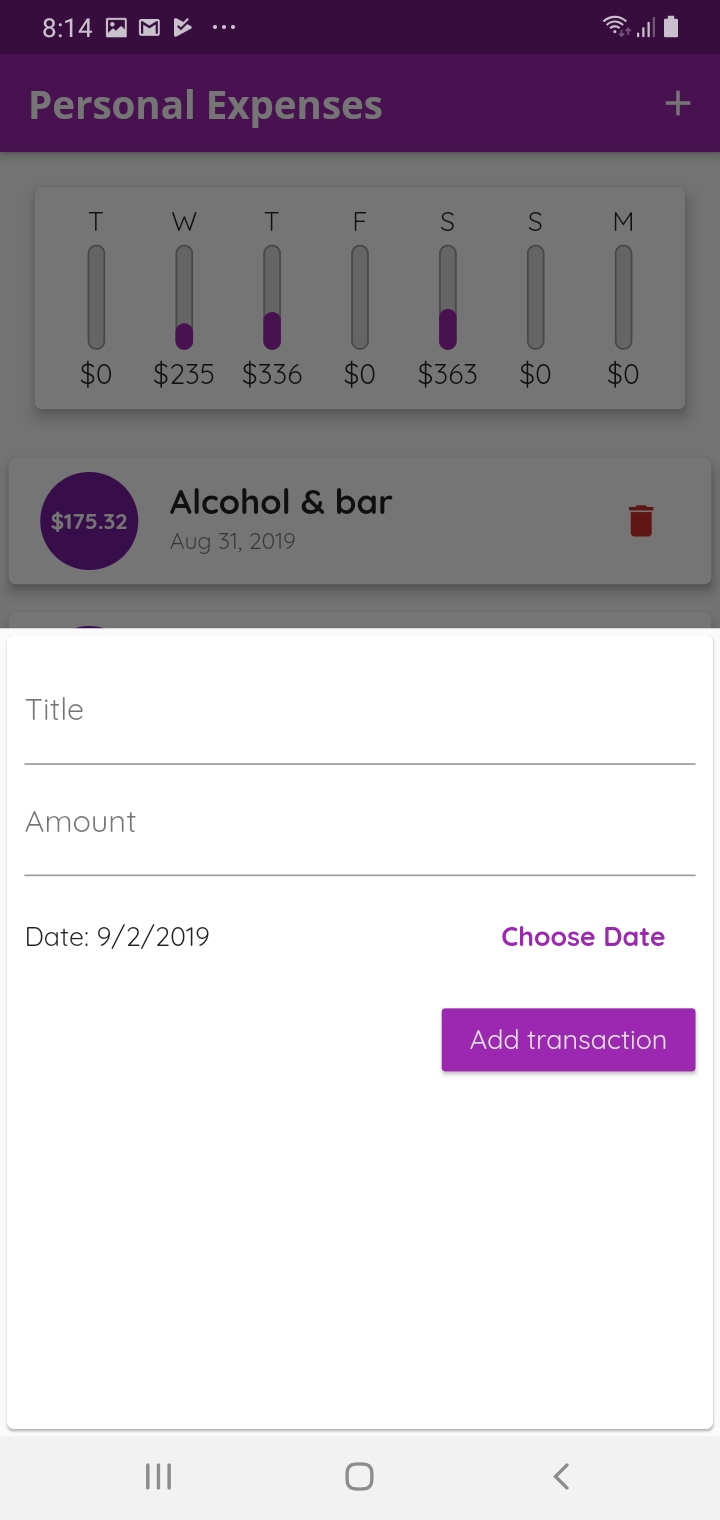 8:14
Personal Expenses +
T W T F S S M
$0 $235 $336 $0 $363 $0 $0
$175.32 Alcohol & bar
Aug 31, 2019
Title
Amount
Date: 9/2/2019 Choose Date
Add transaction